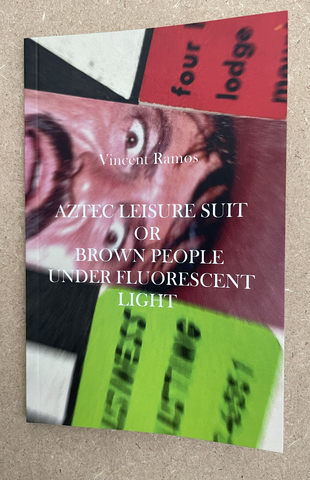 four
lodge
Vincent Ramos
AZTEC LEISURE SUIT
OR
BROWN PEOPLE
UNDER FLUORESCENT
LIGHT